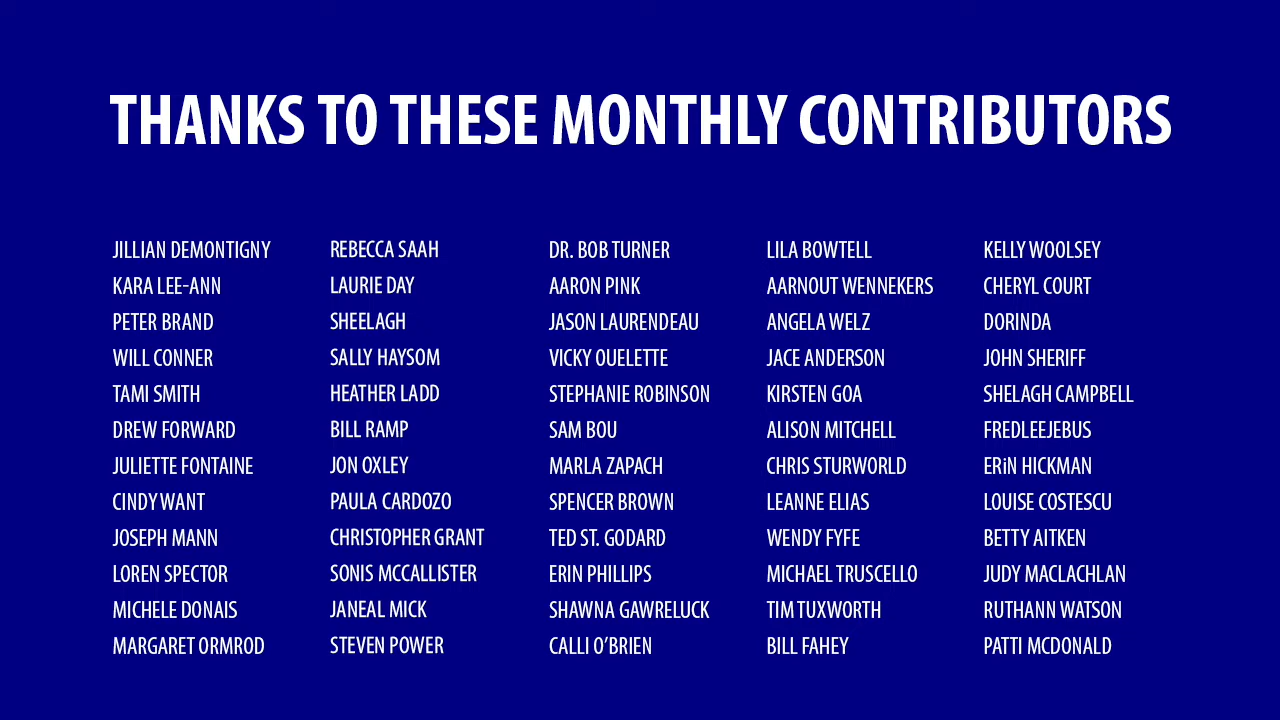 THANKS TO THESE MONTHLY CONTRIBUTORS
JILLIAN DEMONTIGNY
KARA LEE-ANN
PETER BRAND
WILL CONNER
TAMI SMITH
DREW FORWARD
JULIETTE FONTAINE
CINDY WANT
JOSEPH MANN
LOREN SPECTOR
MICHELE DONAIS
MARGARET ORMROD
REBECCA SAAH
LAURIE DAY
SHEELAGH
SALLY HAYSOM
HEATHER LADD
BILL RAMP
JON OXLEY
PAULA CARDOZO
CHRISTOPHER GRANT
SONIS MCCALLISTER
JANEAL MICK
STEVEN POWER
DR. BOB TURNER
AARON PINK
JASON LAURENDEAU
VICKY OUELETTE
STEPHANIE ROBINSON
SAM BOU
MARLA ZAPACH
SPENCER BROWN
TED ST. GODARD
ERIN PHILLIPS
SHAWNA GAWRELUCK
CALLI O’BRIEN
LILA BOWTELL
AARNOUT WENNEKERS
ANGELA WELZ
JACE ANDERSON
KIRSTEN GOA
ALISON MITCHELL
CHRIS STURWORLD
LEANNE ELIAS
WENDY FYFE
MICHAEL TRUSCELLO
TIM TUXWORTH
BILL FAHEY
KELLY WOOLSEY
CHERYL COURT
DORINDA
JOHN SHERIFF
SHELAGH CAMPBELL
FREDLEEJEBUS
ERiN HICKMAN
LOUISE COSTESCU
BETTY AITKEN
JUDY MACLACHLAN
RUTHANN WATSON
PATTI MCDONALD